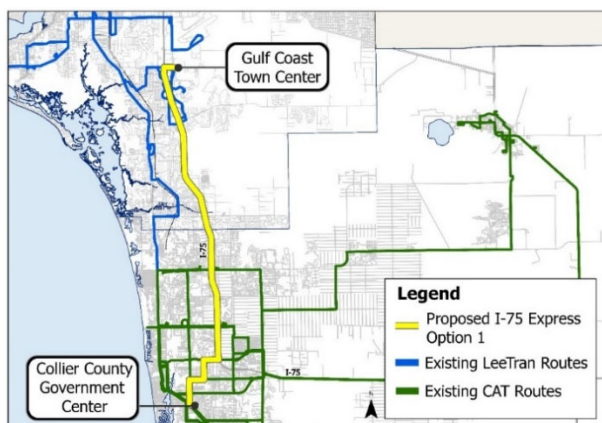 Gulf Coast
Town Center
I-75
Legend
Proposed I-75 Express
Option 1
Existing LeeTran Routes
Existing CAT Routes
Collier County
Government
Center
I-75